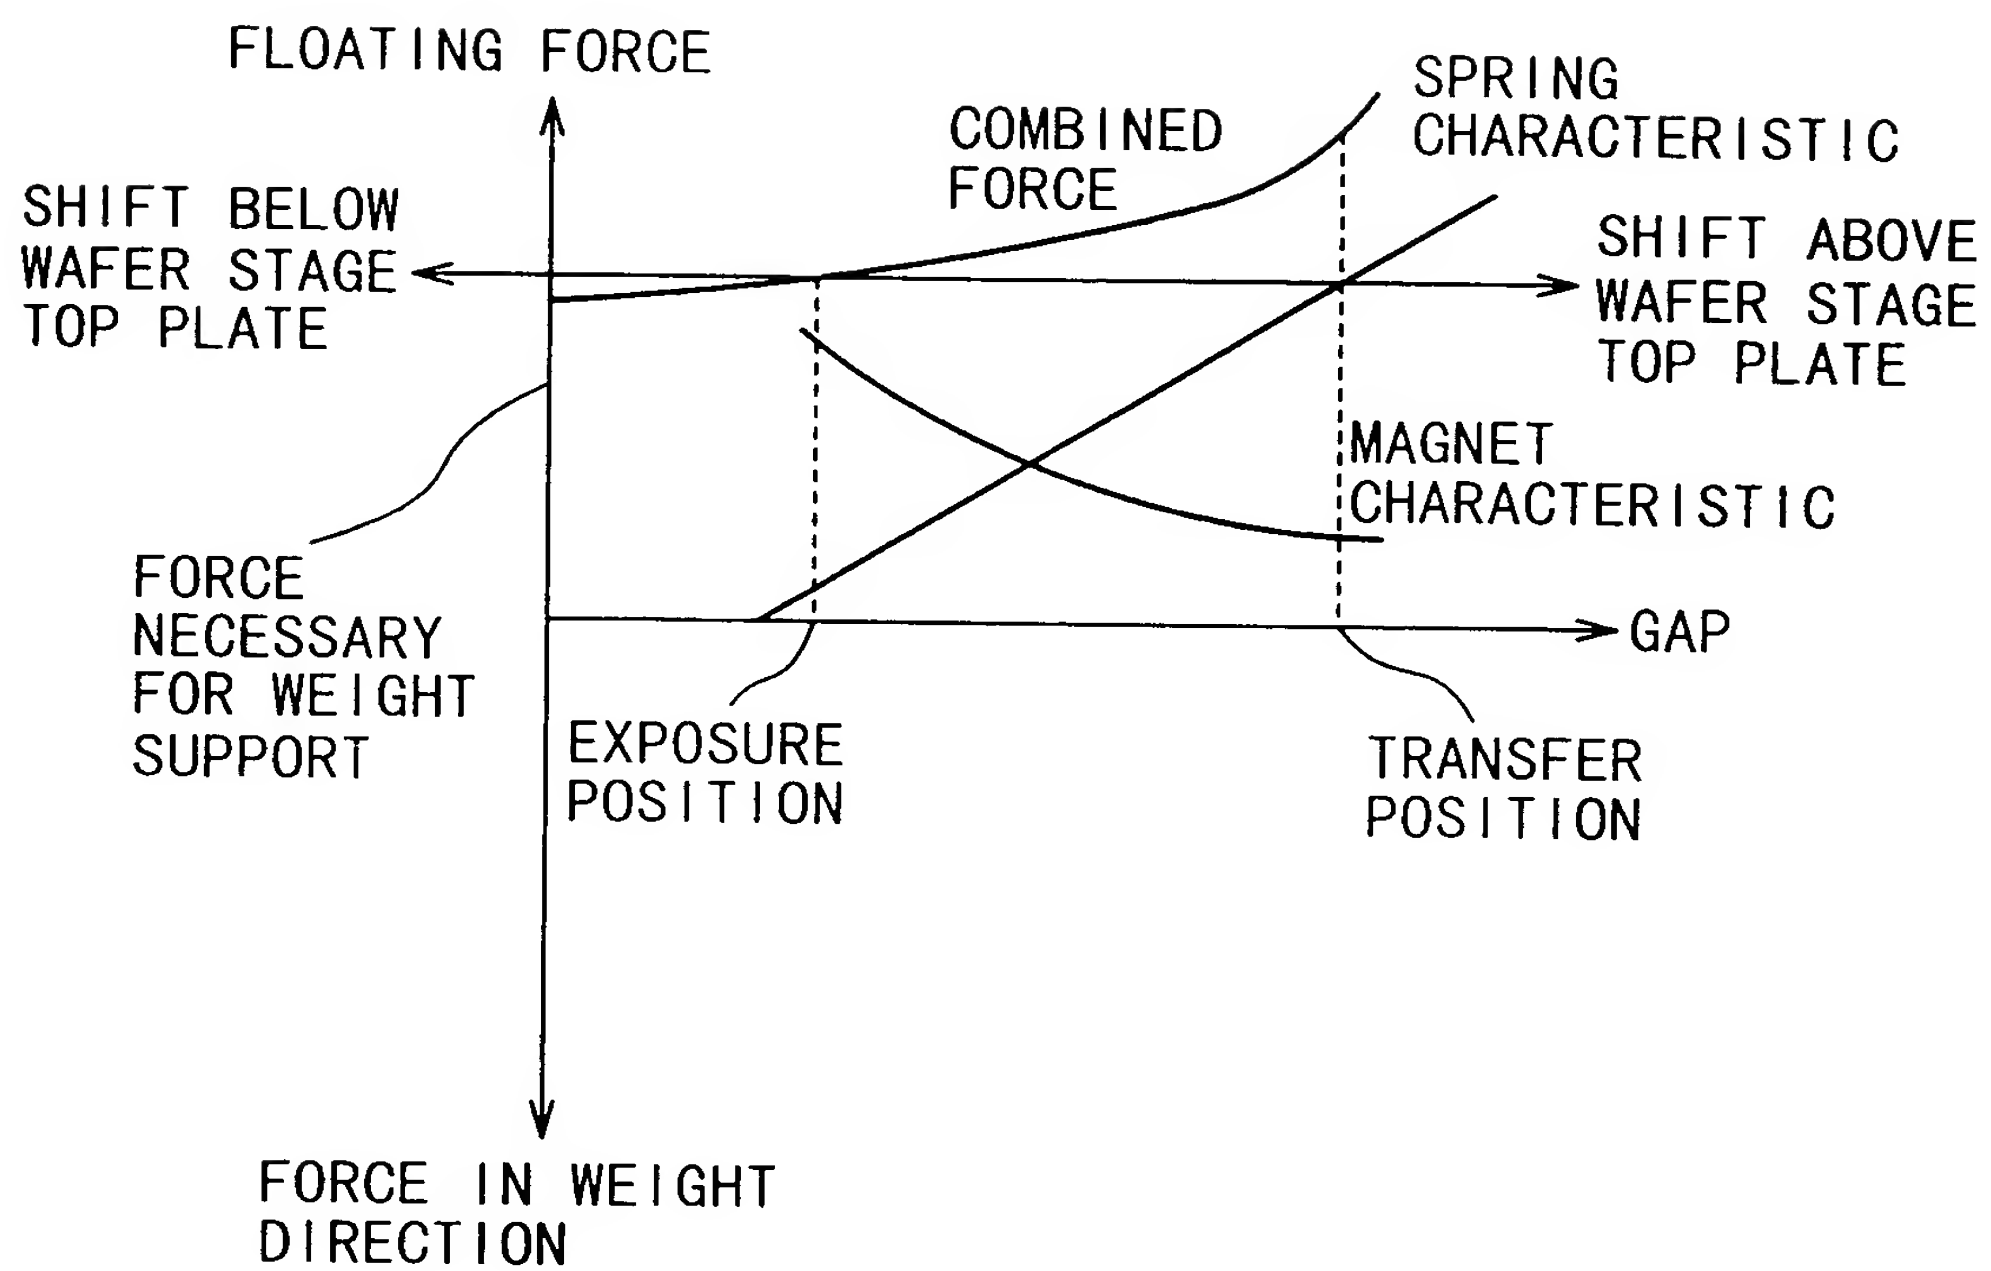 FLOATING FORCE
SPRING
CHARACTERISTIC
COMBINED
FORCE
SHIFT BELOW
WAFER STAGE
TOP PLATE
SHIFT ABOVE
WAFER STAGE
TOP PLATE
MAGNET
CHARACTERISTIC
FORCE
NECESSARY
FOR WEIGHT
SUPPORT
GAP
EXPOSURE
POSITION
TRANSFER
POSITION
FORCE IN WEIGHT
DIRECTION